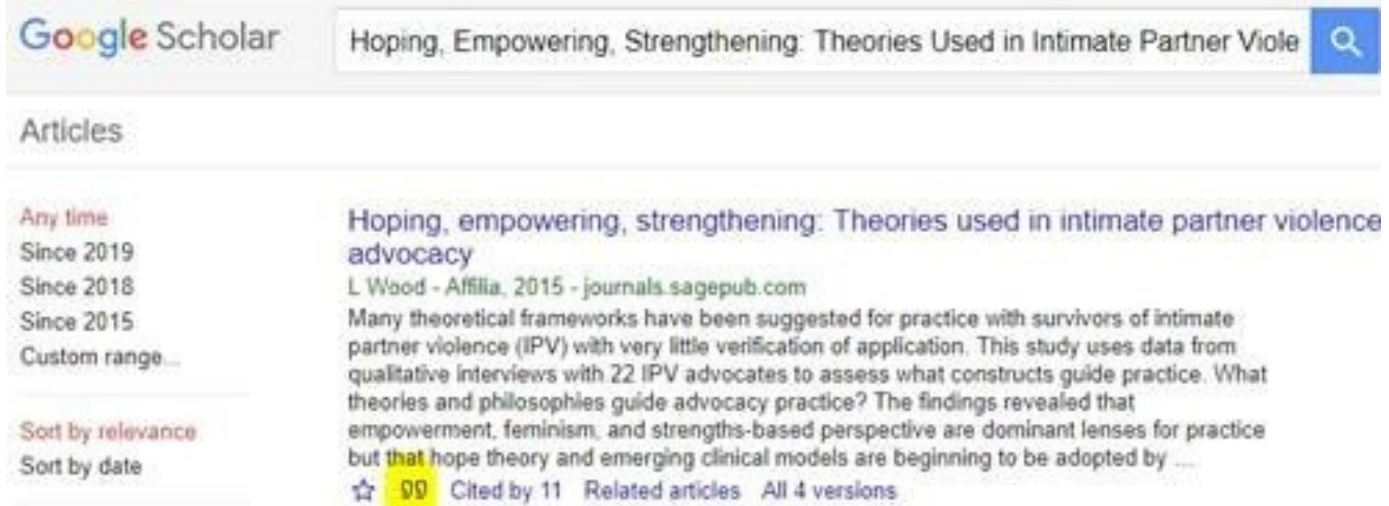 Google Scholar
Hoping, Empowering, Strengthening: Theories Used in Intimate Partner Viole
Articles
Any time
Since 2019
Since 2018
Since 2015
Custom range...
Sort by relevance
Sort by date
Hoping, empowering, strengthening: Theories used in intimate partner violence
advocacy
L Wood - Affilia, 2015 - journals.sagepub.com
Many theoretical frameworks have been suggested for practice with survivors of intimate
partner violence (IPV) with very little verification of application. This study uses data from
qualitative interviews with 22 IPV advocates to assess what constructs guide practice. What
theories and philosophies guide advocacy practice? The findings revealed that
empowerment, feminism, and strengths-based perspective are dominant lenses for practice
but that hope theory and emerging clinical models are beginning to be adopted by ...
Cited by 11 Related articles All 4 versions